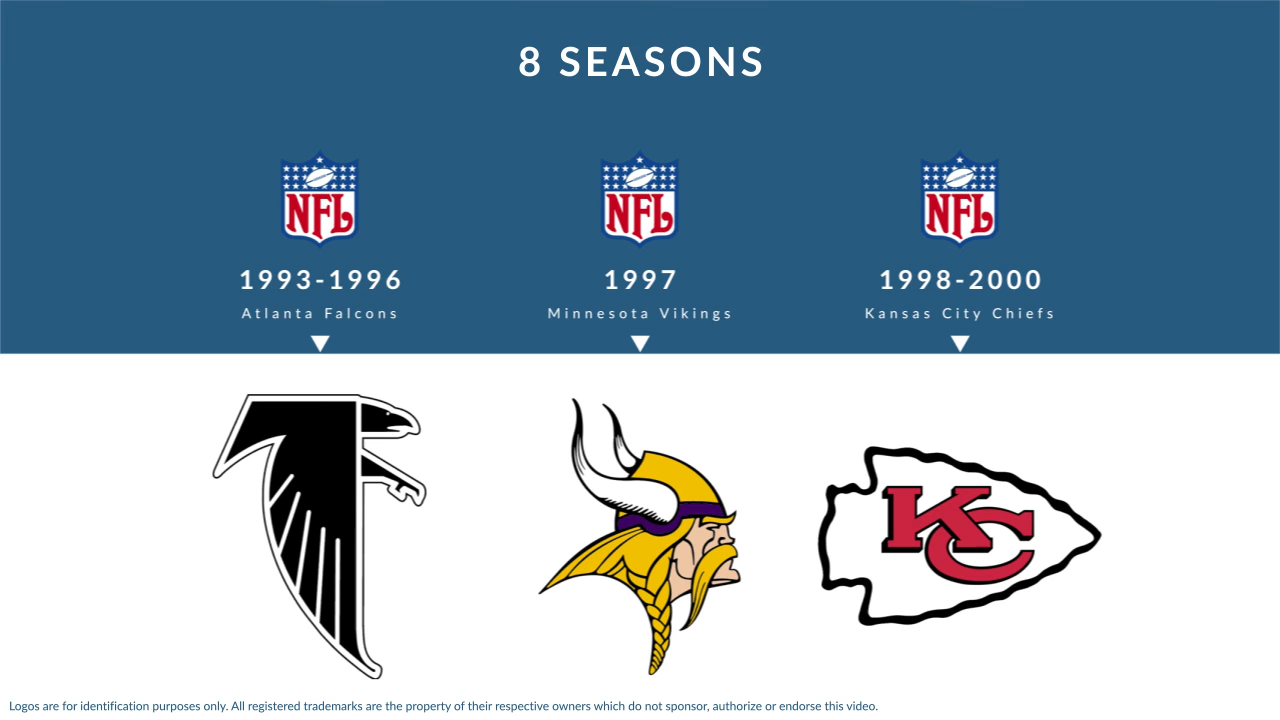 8 SEASONS
NFL NFL NFL
1993-1996 1997 1998-2000
Atlanta Falcons Minnesota Vikings Kansas City Chiefs
KC
Logos are for identification purposes only. All registered trademarks are the property of their respective owners which do not sponsor, authorize or endorse this video.